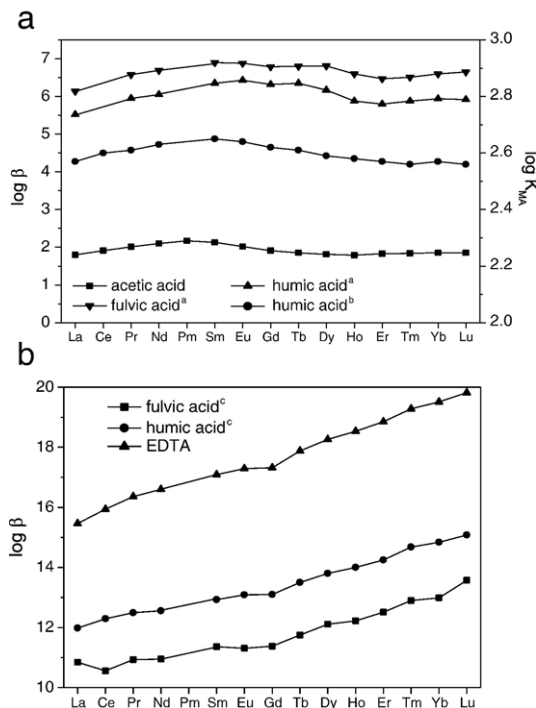 a
7
6
5
4
3
2
1
0
log β
3.0
2.8
2.6
2.4
2.2
2.0
log K_MA
acetic acid
fulvic acid^a
humic acid^a
humic acid^b
La Ce Pr Nd Pm Sm Eu Gd Tb Dy Ho Er Tm Yb Lu
b
20
18
16
14
12
10
log β
fulvic acid^c
humic acid^c
EDTA
La Ce Pr Nd Pm Sm Eu Gd Tb Dy Ho Er Tm Yb Lu